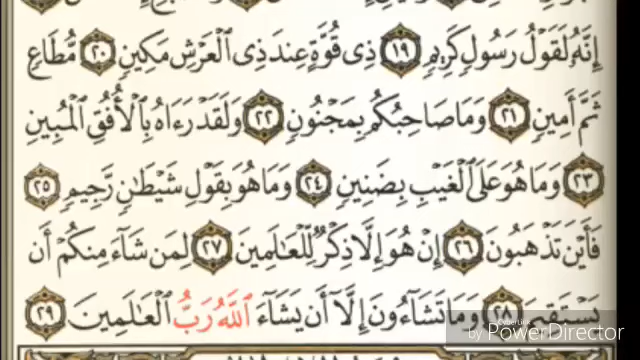 إِنَّهُۥ لَقَوْلُ رَسُولٍ كَرِيمٍ ١٩ ذِى قُوَّةٍ عِندَ ذِى ٱلْعَرْشِ مَكِينٍ ٢٠ مُّطَاعٍ
ثَمَّ أَمِينٍ ٢١ وَمَا صَاحِبُكُم بِمَجْنُونٍ ٢٢ وَلَقَدْ رَءَاهُ بِٱلْأُفُقِ ٱلْمُبِينِ
٢٣ وَمَا هُوَ عَلَى ٱلْغَيْبِ بِضَنِينٍ ٢٤ وَمَا هُوَ بِقَوْلِ شَيْطَٰنٍ رَّجِيمٍ ٢٥
فَأَيْنَ تَذْهَبُونَ ٢٦ إِنْ هُوَ إِلَّا ذِكْرٌ لِّلْعَٰلَمِينَ ٢٧ لِمَن شَآءَ مِنكُمْ أَن
يَسْتَقِيمَ ٢٨ وَمَا تَشَآءُونَ إِلَّآ أَن يَشَآءَ ٱللَّهُ رَبُّ ٱلْعَٰلَمِينَ ٢٩
by PowerDirector